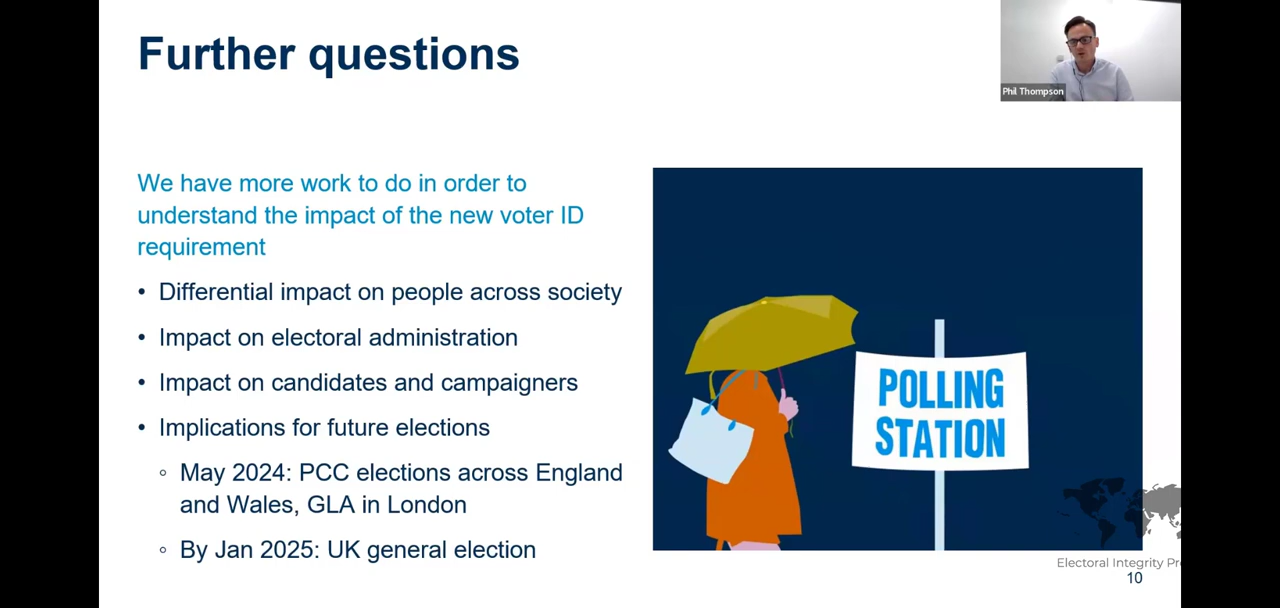 Further questions
Phil Thompson
We have more work to do in order to
understand the impact of the new voter ID
requirement
• Differential impact on people across society
• Impact on electoral administration
• Impact on candidates and campaigners
• Implications for future elections
◦ May 2024: PCC elections across England
and Wales, GLA in London
◦ By Jan 2025: UK general election
POLLING
STATION
Electoral Integrity Pr
10